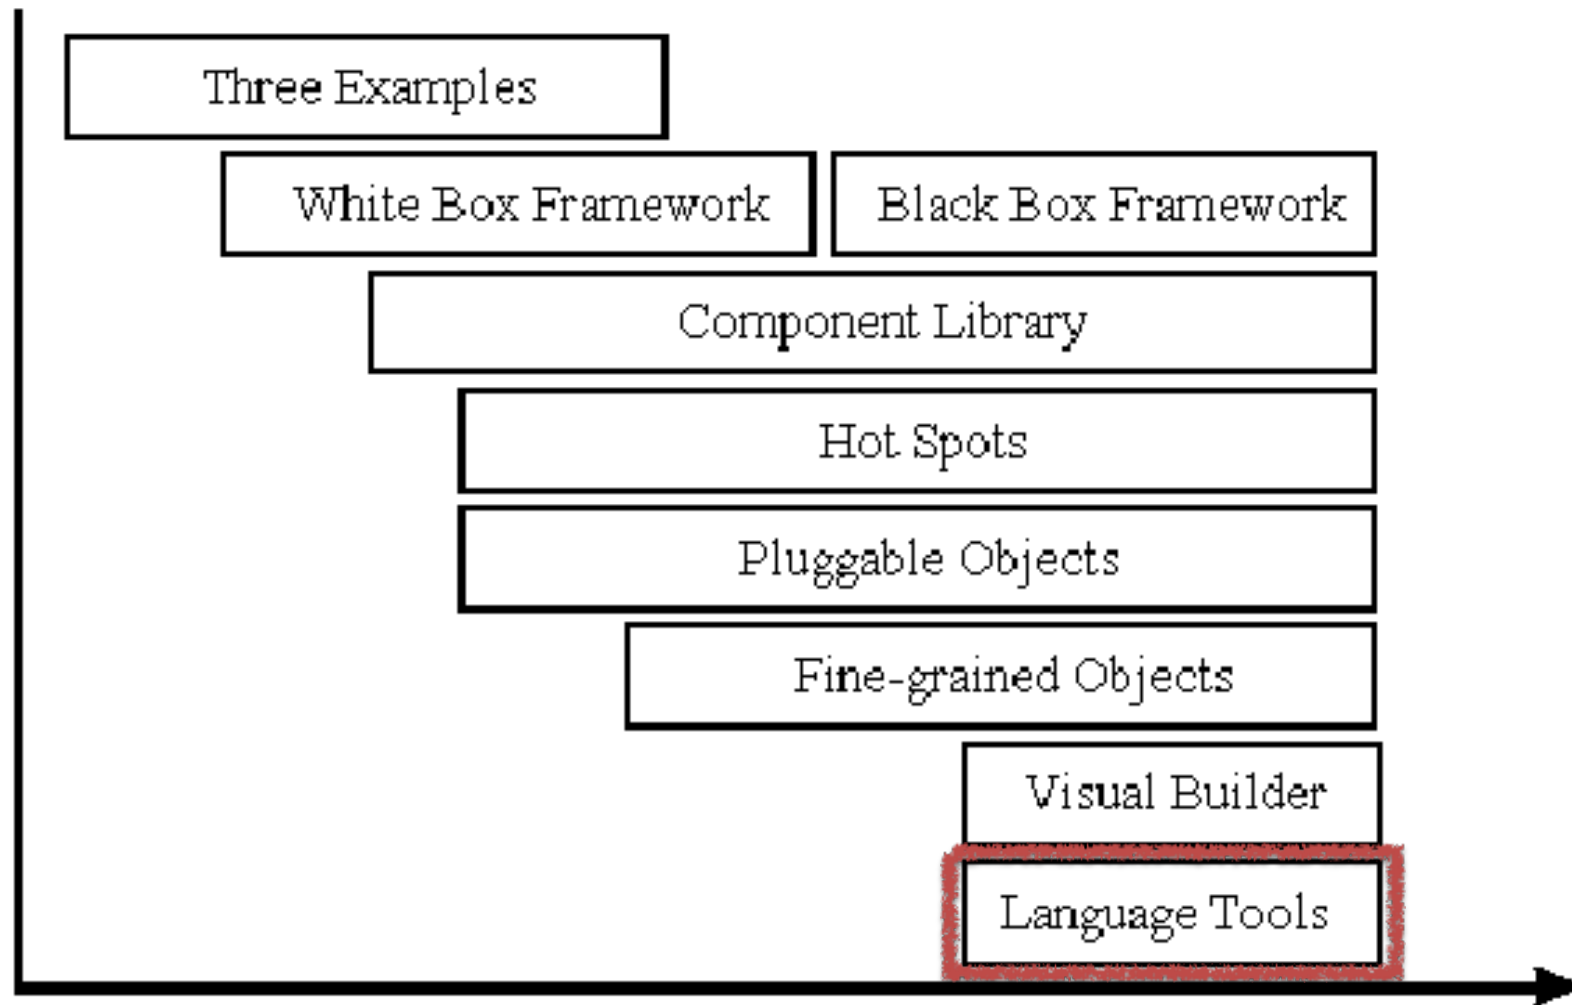 Three Examples
White Box Framework
Black Box Framework
Component Library
Hot Spots
Pluggable Objects
Fine-grained Objects
Visual Builder
Language Tools